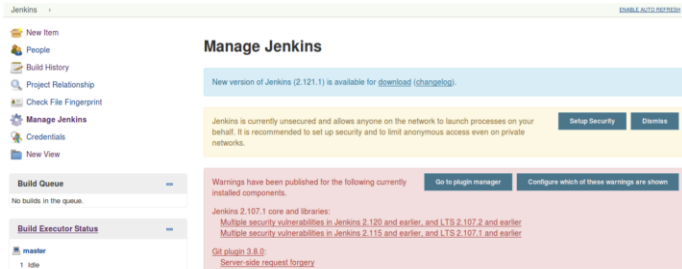 Jenkins ›
ENABLE AUTO REFRESH
New Item
People
Build History
Project Relationship
Check File Fingerprint
Manage Jenkins
Credentials
New View
Build Queue
No builds in the queue.
Build Executor Status
master
1 Idle
Manage Jenkins
New version of Jenkins (2.121.1) is available for download (changelog).
Jenkins is currently unsecured and allows anyone on the network to launch processes on your
behalf. It is recommended to set up security and to limit anonymous access even on private
networks.
Setup Security
Dismiss
Warnings have been published for the following currently
installed components.
Go to plugin manager
Configure which of these warnings are shown
Jenkins 2.107.1 core and libraries:
Multiple security vulnerabilities in Jenkins 2.120 and earlier, and LTS 2.107.2 and earlier
Multiple security vulnerabilities in Jenkins 2.115 and earlier, and LTS 2.107.1 and earlier
Git plugin 3.8.0:
Server-side request forgery